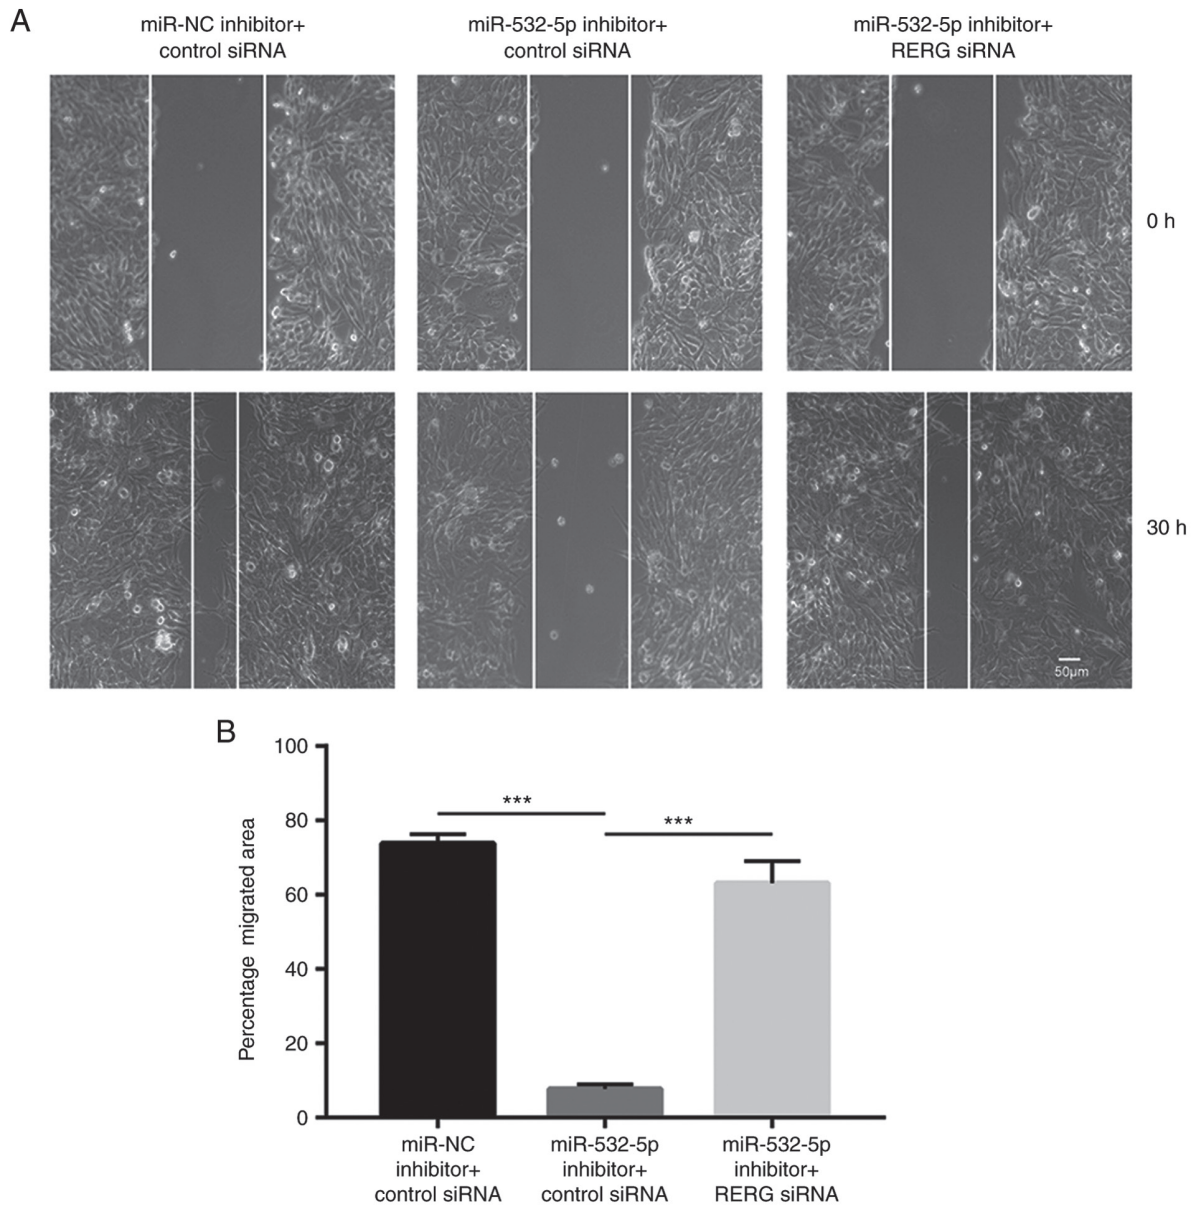 A
miR-NC inhibitor+
control siRNA
miR-532-5p inhibitor+
control siRNA
miR-532-5p inhibitor+
RERG siRNA
0 h
30 h
50μm
B
Percentage migrated area
100
80
60
40
20
0
***
***
miR-NC
inhibitor+
control siRNA
miR-532-5p
inhibitor+
control siRNA
miR-532-5p
inhibitor+
RERG siRNA